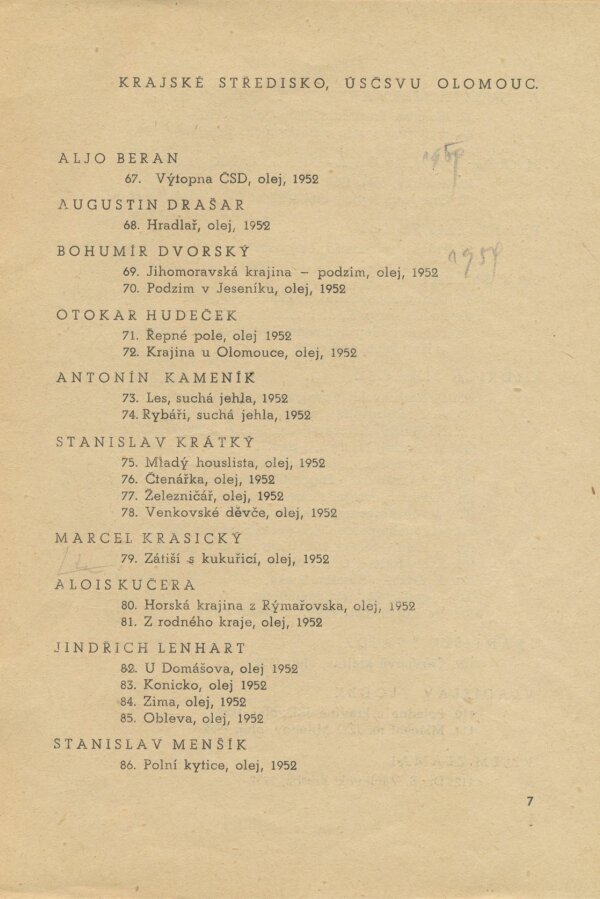 KRAJSKÉ STŘEDISKO, ÚSČSVU OLOMOUC.
ALJO BERAN
67. Výtopna ČSD, olej, 1952
AUGUSTIN DRAŠAR
68. Hradlař, olej, 1952
BOHUMÍR DVORSKÝ
69. Jihomoravská krajina – podzim, olej, 1952
1959
70. Podzim v Jeseníku, olej, 1952
OTOKAR HUDEČEK
71. Řepné pole, olej 1952
72. Krajina u Olomouce, olej, 1952
ANTONÍN KAMENÍK
73. Les, suchá jehla, 1952
74. Rybáři, suchá jehla, 1952
STANISLAV KRÁTKÝ
75. Mladý houslista, olej, 1952
76. Čtenářka, olej, 1952
77. Železničář, olej, 1952
78. Venkovské děvče, olej, 1952
MARCEL KRASICKÝ
79. Zátiší s kukuřicí, olej, 1952
ALOIS KUČERA
80. Horská krajina z Rýmařovska, olej, 1952
81. Z rodného kraje, olej, 1952
JINDŘICH LENHART
82. U Domášova, olej 1952
83. Konicko, olej 1952
84. Zima, olej, 1952
85. Obleva, olej, 1952
STANISLAV MENŠÍK
86. Polní kytice, olej, 1952
7